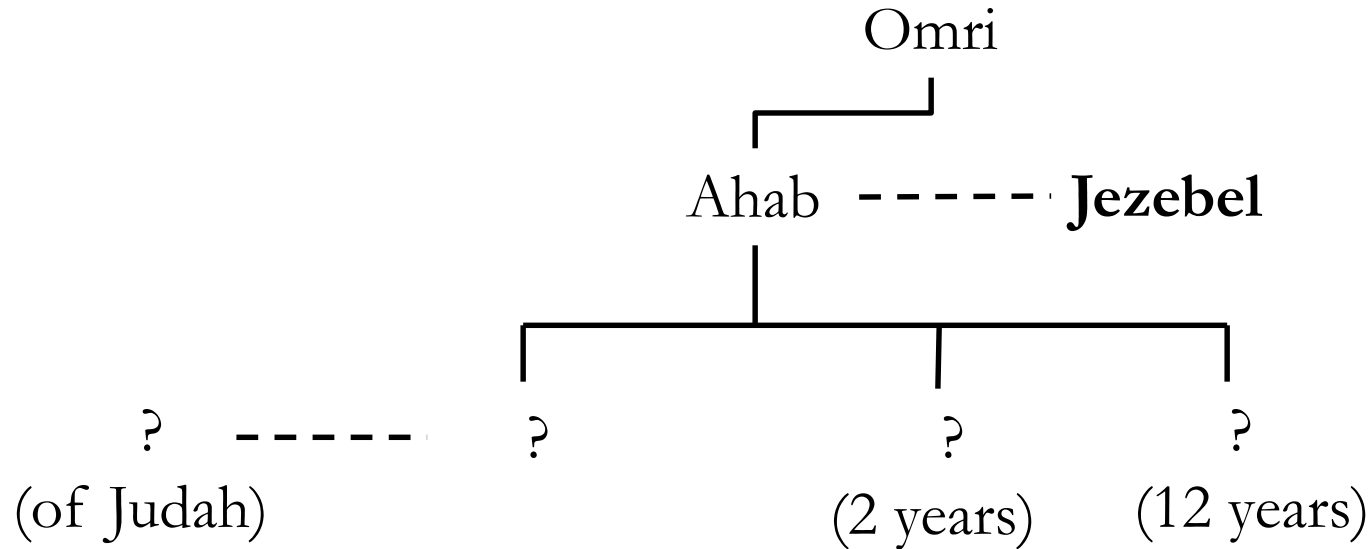 Omri
Ahab
Jezebel
? ? ? ?
(of Judah) (2 years) (12 years)